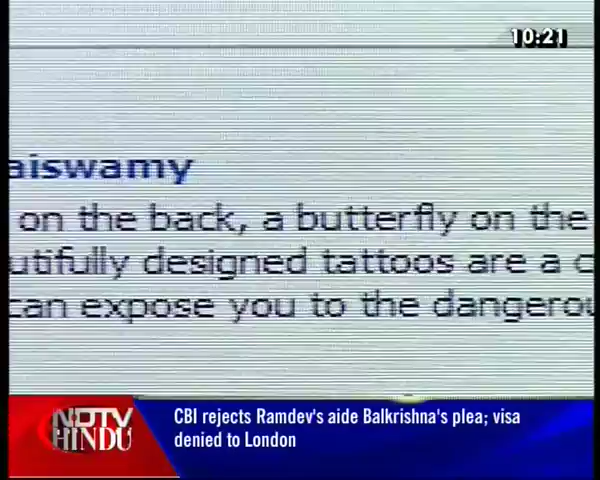 10:21
aiswamy
on the back, a butterfly on the
utifully designed tattoos are a c
can expose you to the dangerou
NDTV
HINDU
CBI rejects Ramdev's aide Balkrishna's plea; visa
denied to London